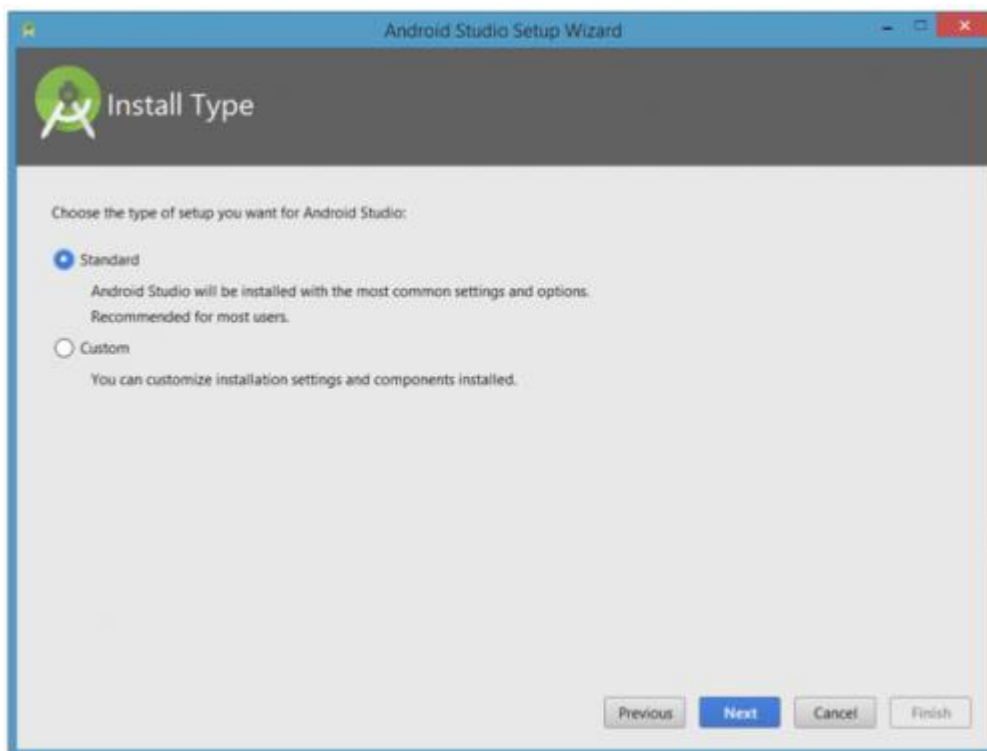 Android Studio Setup Wizard
Install Type
Choose the type of setup you want for Android Studio:
Standard
Android Studio will be installed with the most common settings and options.
Recommended for most users.
Custom
You can customize installation settings and components installed.
Previous
Next
Cancel
Finish